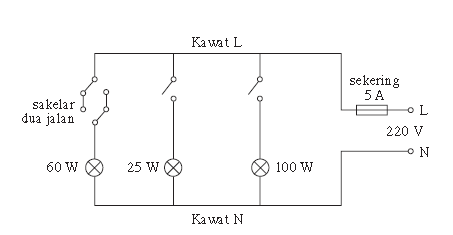 Kawat L
sekering
5 A
sakelar
dua jalan
L
220 V
N
60 W
25 W
100 W
Kawat N